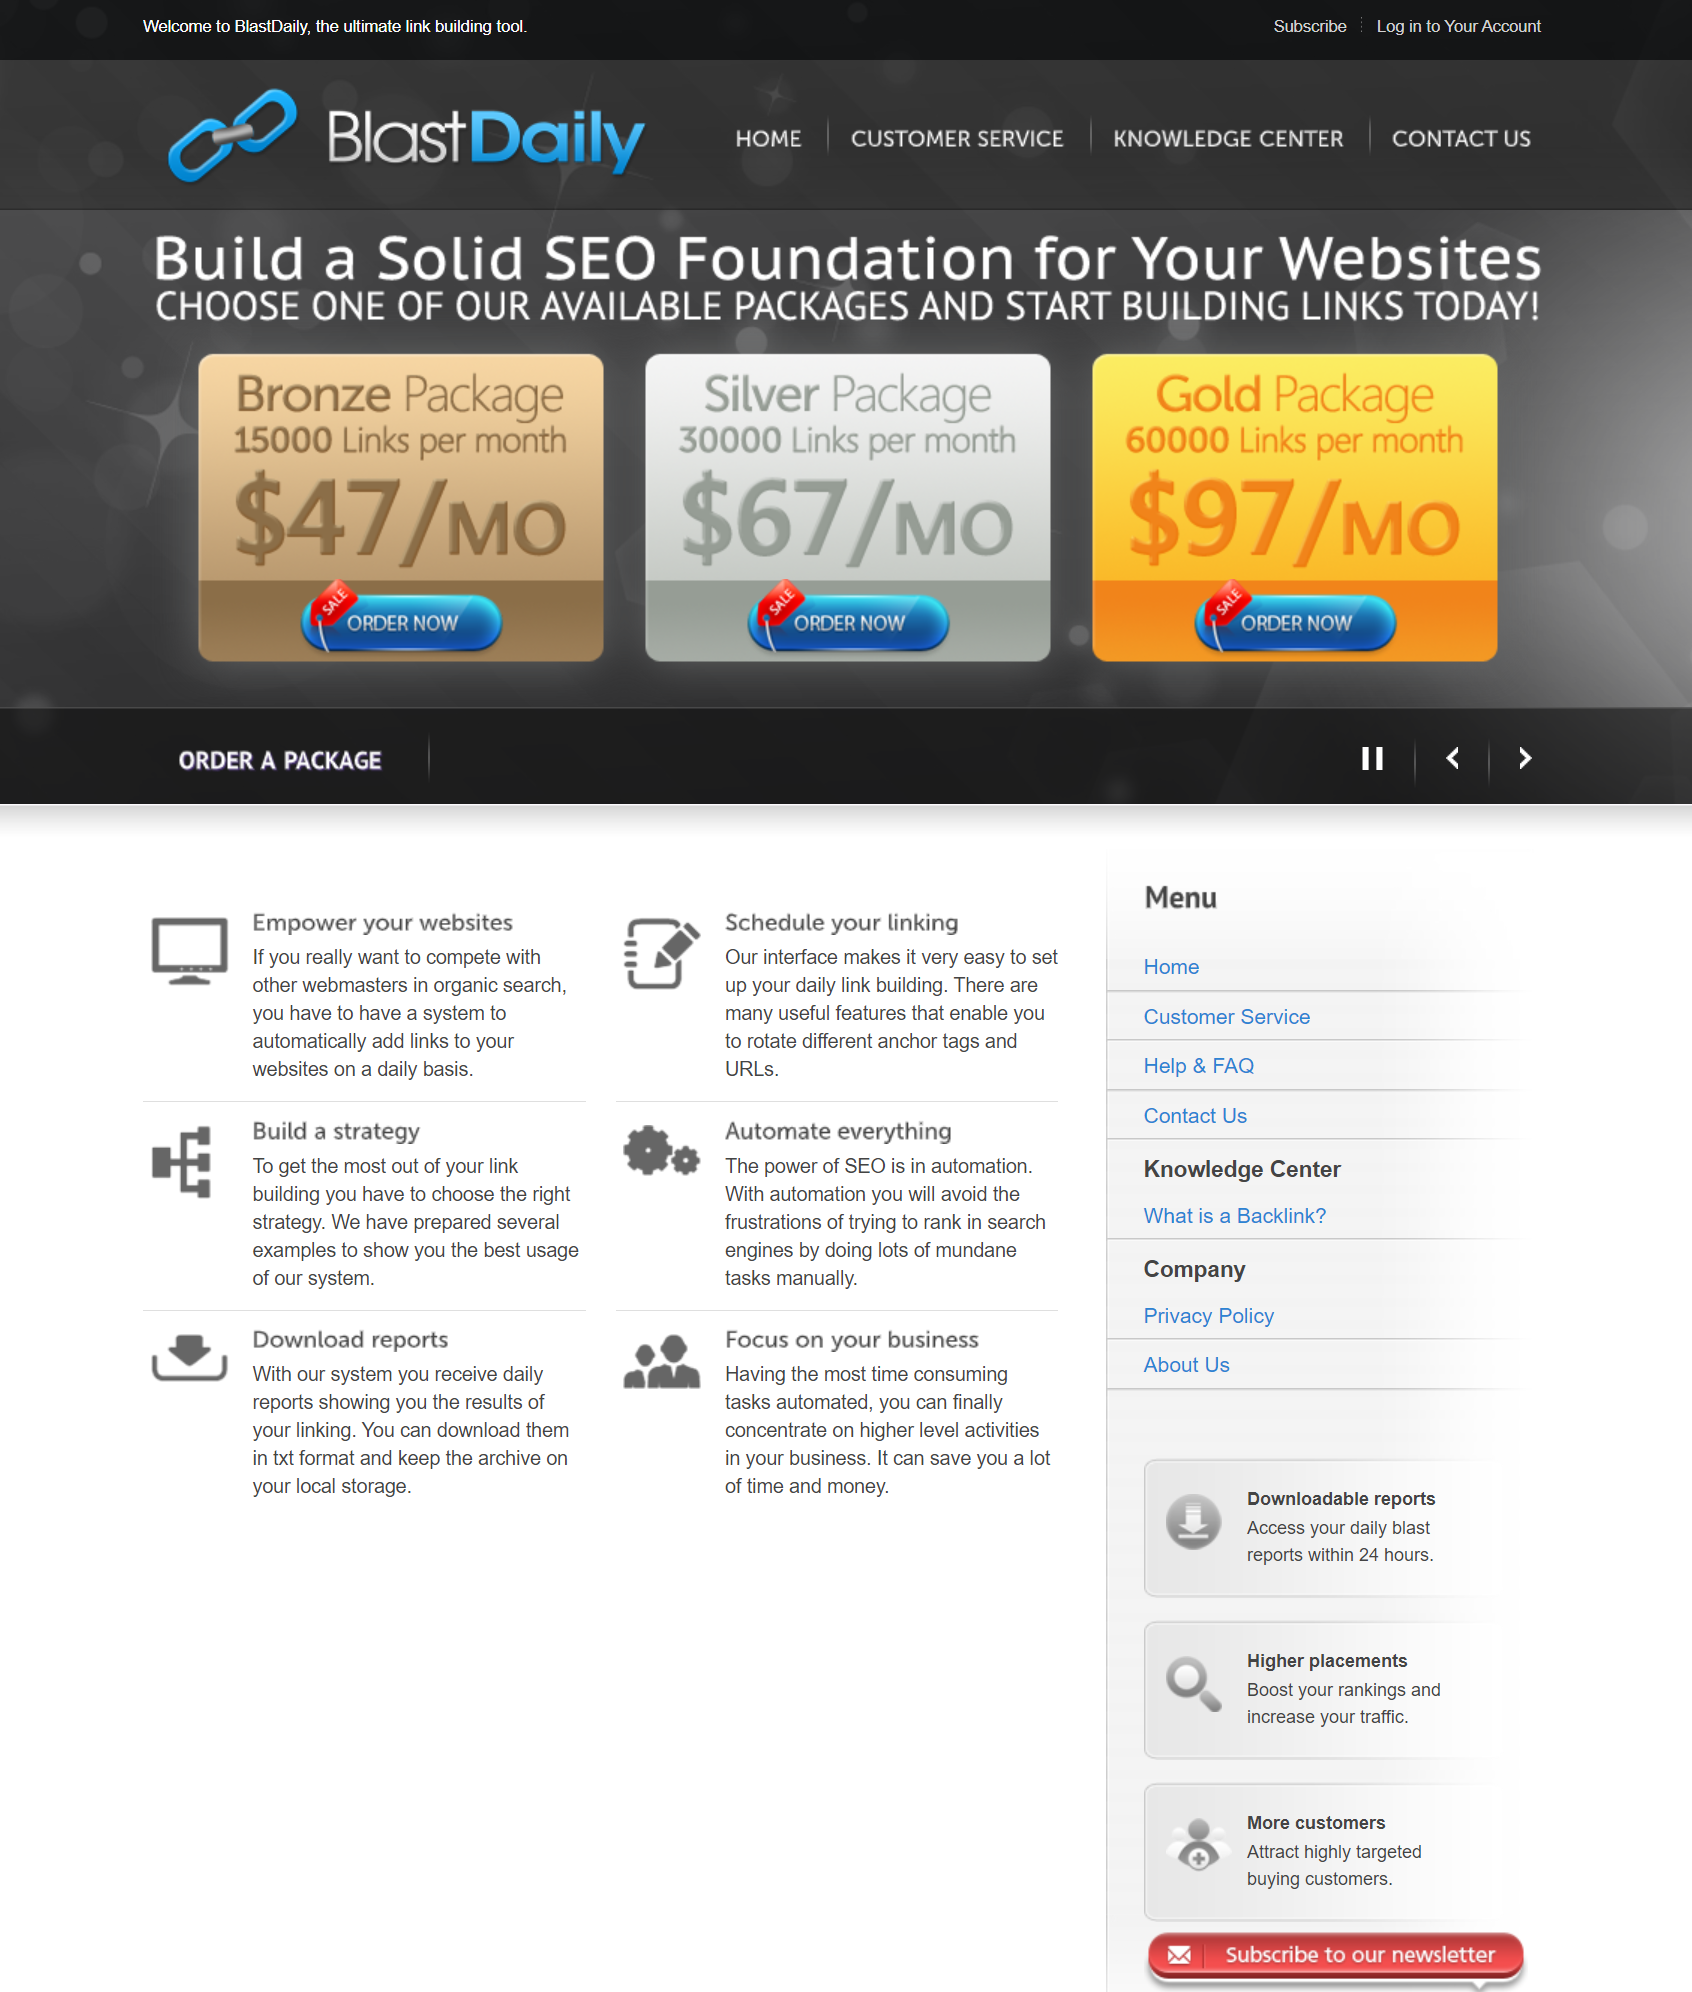 Welcome to BlastDaily, the ultimate link building tool.
Subscribe
Log in to Your Account
BlastDaily
HOME
CUSTOMER SERVICE
KNOWLEDGE CENTER
CONTACT US
Build a Solid SEO Foundation for Your Websites
CHOOSE ONE OF OUR AVAILABLE PACKAGES AND START BUILDING LINKS TODAY!
Bronze Package
15000 Links per month
$47/MO
SALE
ORDER NOW
Silver Package
30000 Links per month
$67/MO
SALE
ORDER NOW
Gold Package
60000 Links per month
$97/MO
SALE
ORDER NOW
ORDER A PACKAGE
Empower your websites
If you really want to compete with
other webmasters in organic search,
you have to have a system to
automatically add links to your
websites on a daily basis.
Schedule your linking
Our interface makes it very easy to set
up your daily link building. There are
many useful features that enable you
to rotate different anchor tags and
URLs.
Build a strategy
To get the most out of your link
building you have to choose the right
strategy. We have prepared several
examples to show you the best usage
of our system.
Automate everything
The power of SEO is in automation.
With automation you will avoid the
frustrations of trying to rank in search
engines by doing lots of mundane
tasks manually.
Download reports
With our system you receive daily
reports showing you the results of
your linking. You can download them
in txt format and keep the archive on
your local storage.
Focus on your business
Having the most time consuming
tasks automated, you can finally
concentrate on higher level activities
in your business. It can save you a lot
of time and money.
Menu
Home
Customer Service
Help & FAQ
Contact Us
Knowledge Center
What is a Backlink?
Company
Privacy Policy
About Us
Downloadable reports
Access your daily blast
reports within 24 hours.
Higher placements
Boost your rankings and
increase your traffic.
More customers
Attract highly targeted
buying customers.
Subscribe to our newsletter